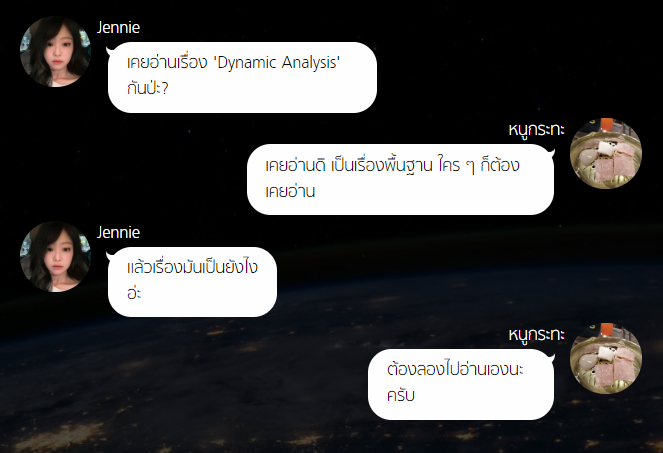 Jennie
เคยอ่านเรื่อง 'Dynamic Analysis'
กันป่ะ?
หนูกระทะ
เคยอ่านดิ เป็นเรื่องพื้นฐาน ใคร ๆ ก็ต้อง
เคยอ่าน
Jennie
แล้วเรื่องมันเป็นยังไง
อ่ะ
หนูกระทะ
ต้องลองไปอ่านเองนะ
ครับ